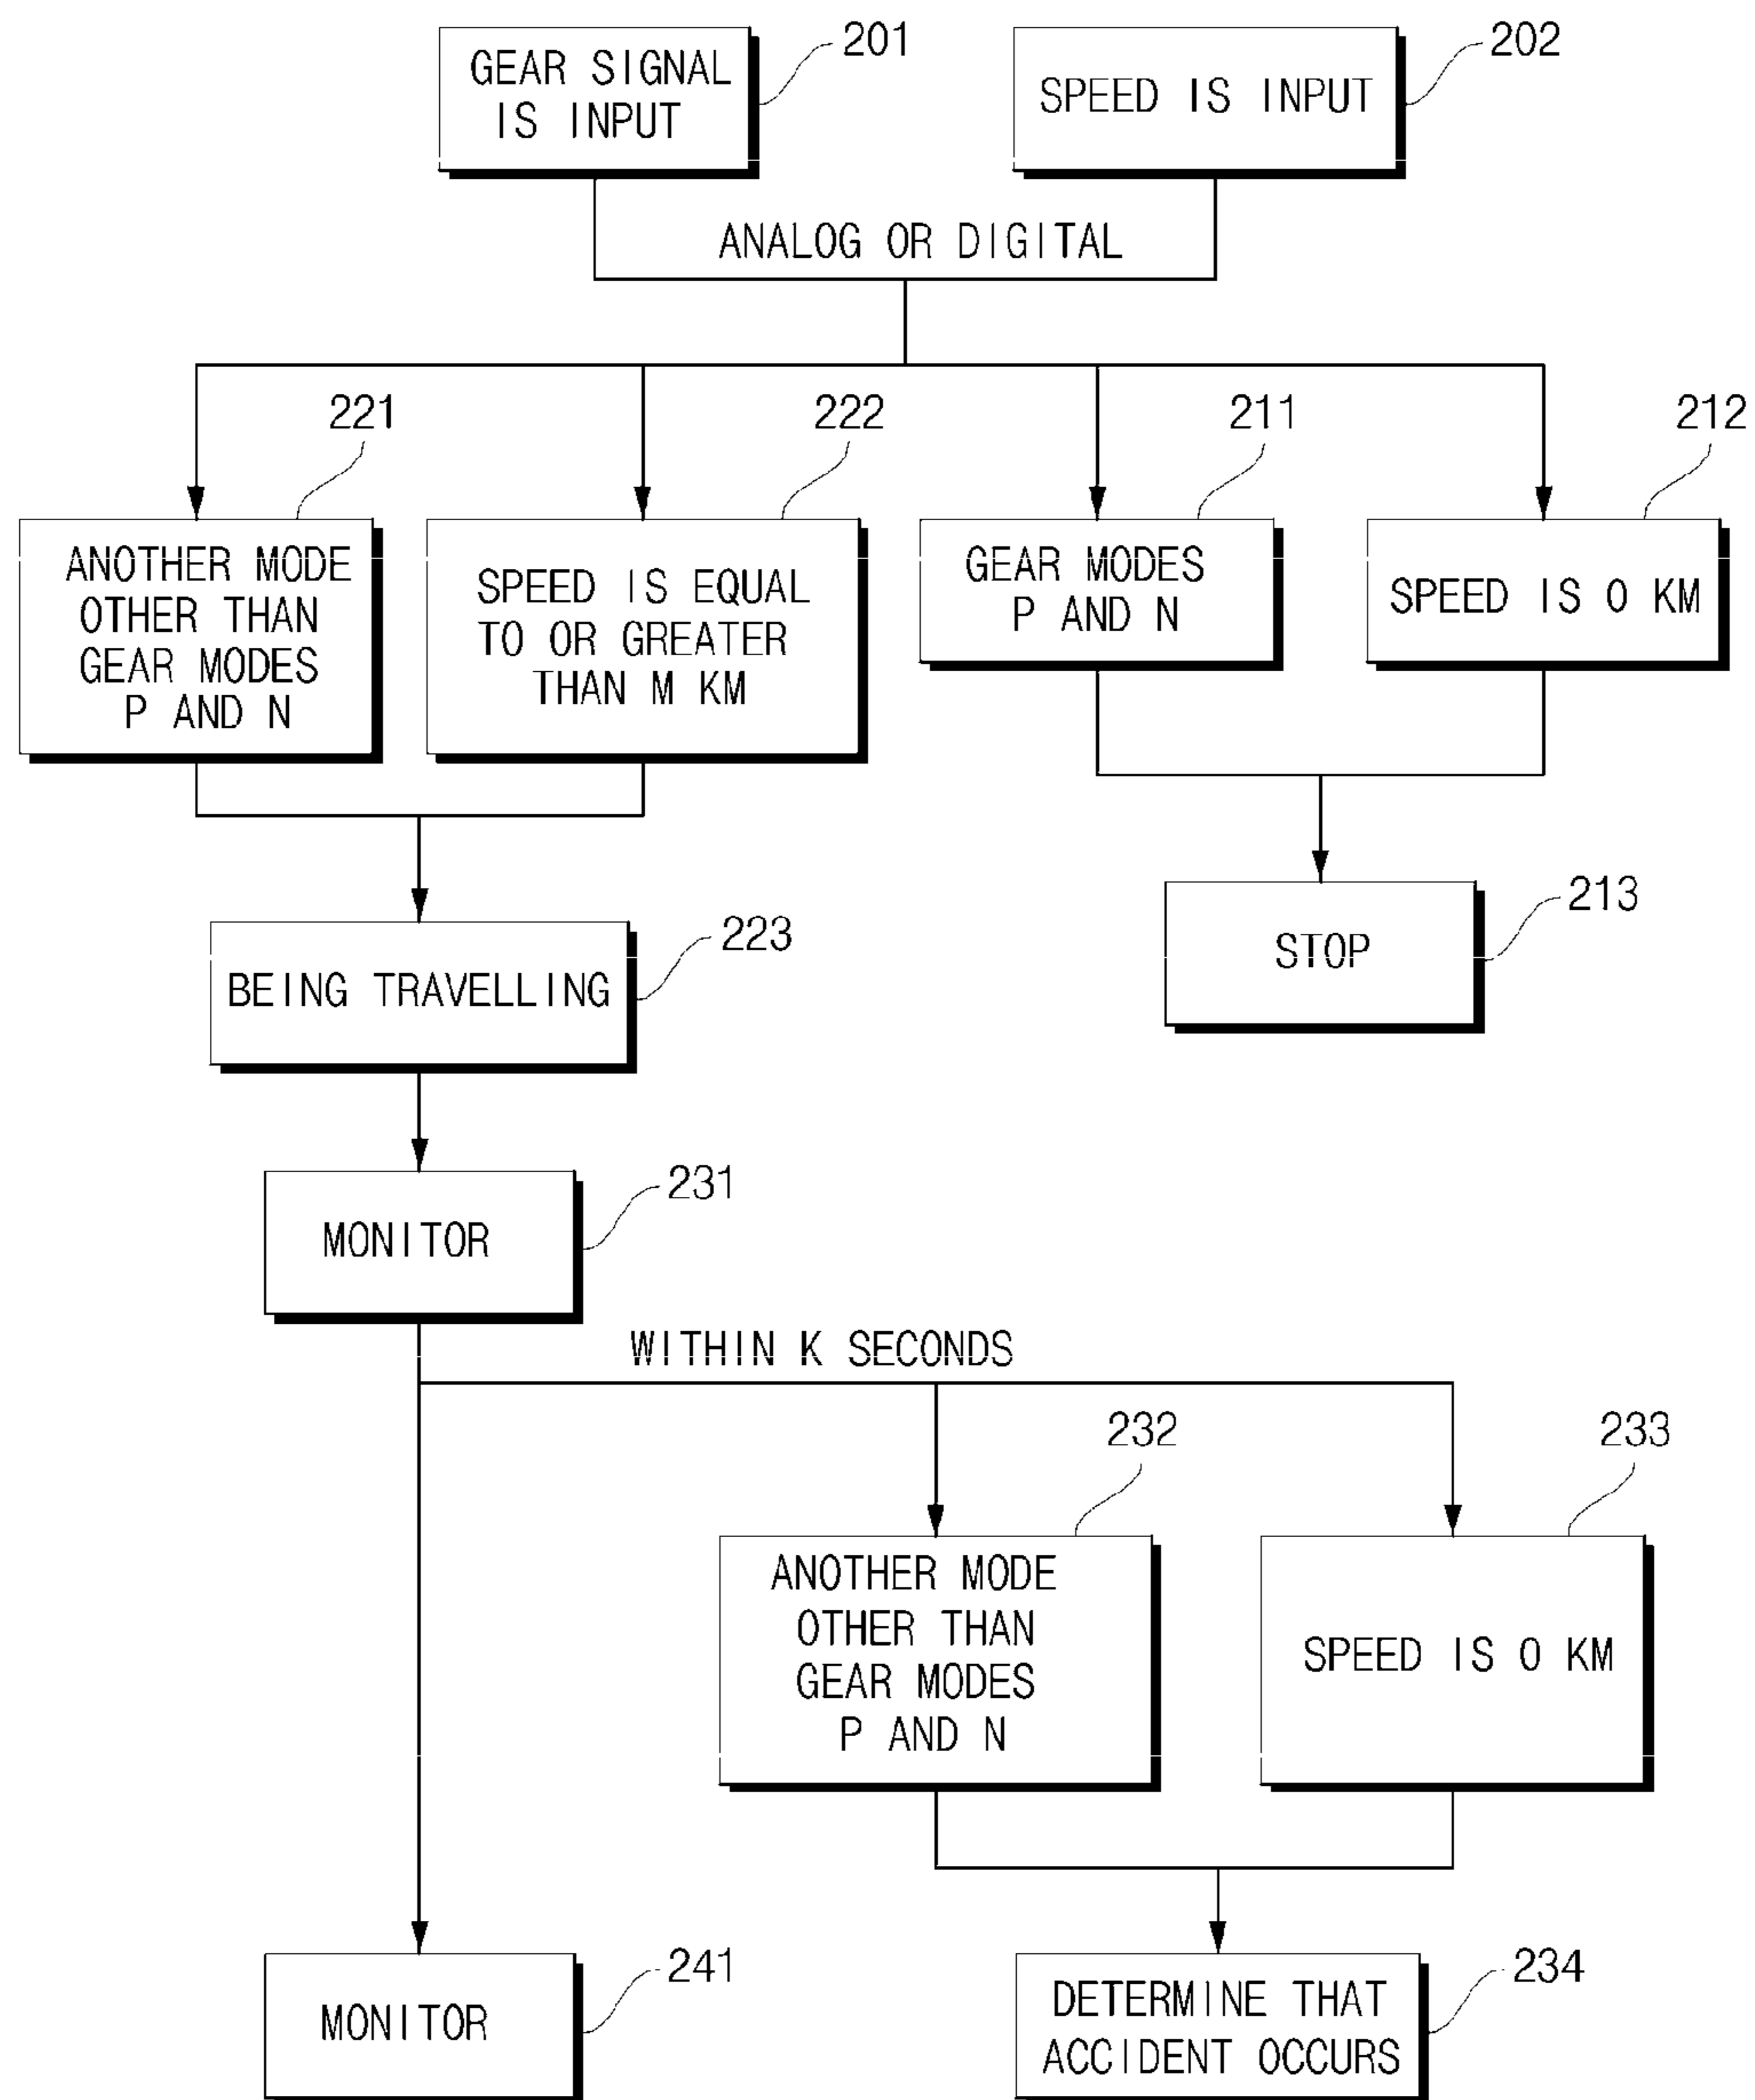 GEAR SIGNAL
IS INPUT
201
SPEED IS INPUT
202
ANALOG OR DIGITAL
221
222
211
212
ANOTHER MODE
OTHER THAN
GEAR MODES
P AND N
SPEED IS EQUAL
TO OR GREATER
THAN M KM
GEAR MODES
P AND N
SPEED IS 0 KM
BEING TRAVELLING
223
STOP
213
MONITOR
231
WITHIN K SECONDS
232
233
ANOTHER MODE
OTHER THAN
GEAR MODES
P AND N
SPEED IS 0 KM
MONITOR
241
DETERMINE THAT
ACCIDENT OCCURS
234